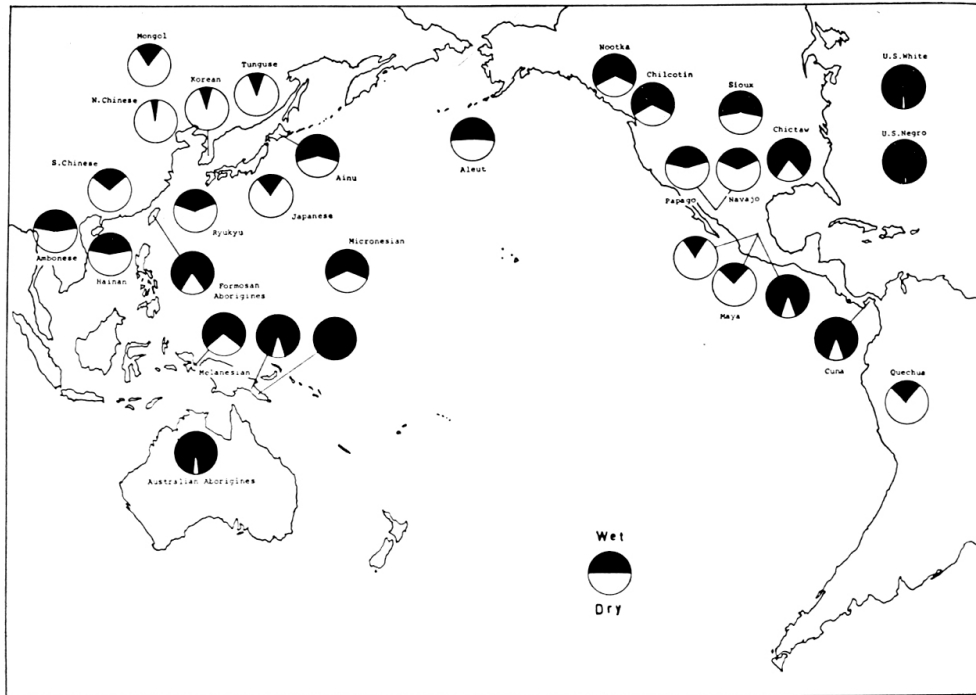 Mongol
Tunguse
Korean
N.Chinese
S.Chinese
Ainu
Japanese
Ryukyu
Ambonese
Hainan
Formosan
Aborigines
Micronesian
Melanesian
Australian Aborigines
Aleut
Nootka
Chilcotin
Sioux
Chictaw
Papago
Navajo
Maya
Cuna
Quechua
U.S.White
U.S.Negro
Wet
Dry